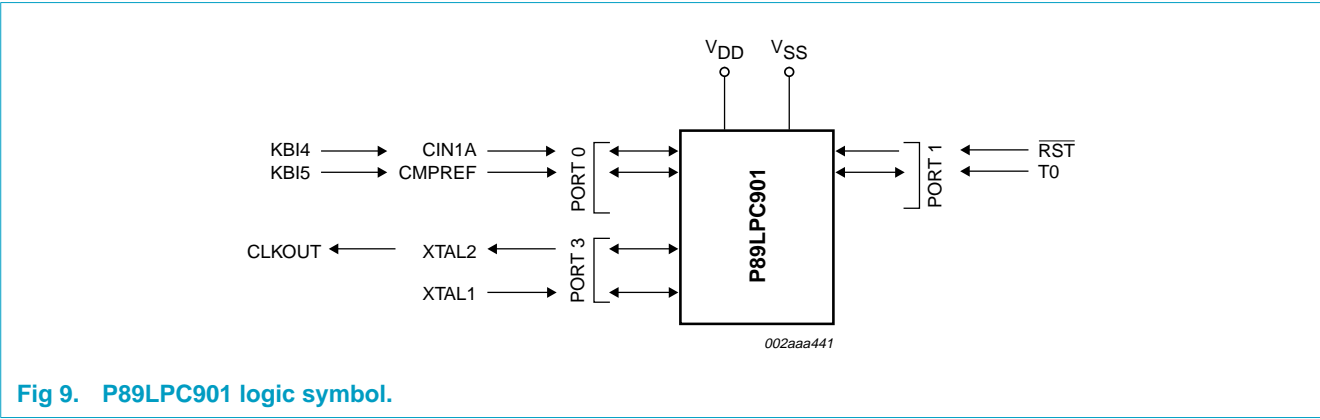 VDD VSS
KBI4 CIN1A
KBI5 CMPREF
PORT 0
CLKOUT XTAL2
XTAL1
PORT 3
P89LPC901
PORT 1
RST
T0
002aaa441
Fig 9. P89LPC901 logic symbol.